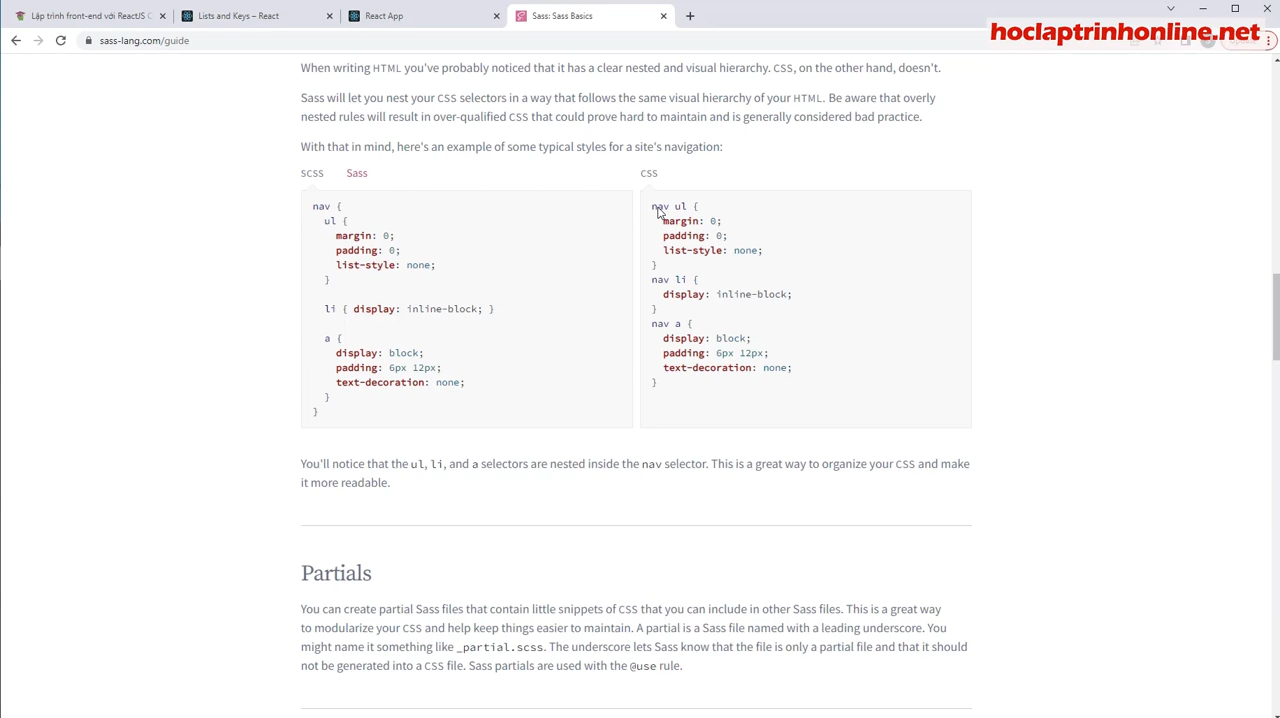 Lập trình front-end với ReactJS C
Lists and Keys – React
React App
Sass: Sass Basics
sass-lang.com/guide
hoclaptrinhonline.net
When writing HTML you've probably noticed that it has a clear nested and visual hierarchy. CSS, on the other hand, doesn't.
Sass will let you nest your CSS selectors in a way that follows the same visual hierarchy of your HTML. Be aware that overly
nested rules will result in over-qualified CSS that could prove hard to maintain and is generally considered bad practice.
With that in mind, here's an example of some typical styles for a site's navigation:
SCSS Sass
nav {
ul {
margin: 0;
padding: 0;
list-style: none;
}
li { display: inline-block; }
a {
display: block;
padding: 6px 12px;
text-decoration: none;
}
}
CSS
nav ul {
margin: 0;
padding: 0;
list-style: none;
}
nav li {
display: inline-block;
}
nav a {
display: block;
padding: 6px 12px;
text-decoration: none;
}
You'll notice that the ul, li, and a selectors are nested inside the nav selector. This is a great way to organize your CSS and make
it more readable.
Partials
You can create partial Sass files that contain little snippets of CSS that you can include in other Sass files. This is a great way
to modularize your CSS and help keep things easier to maintain. A partial is a Sass file named with a leading underscore. You
might name it something like _partial.scss. The underscore lets Sass know that the file is only a partial file and that it should
not be generated into a CSS file. Sass partials are used with the @use rule.